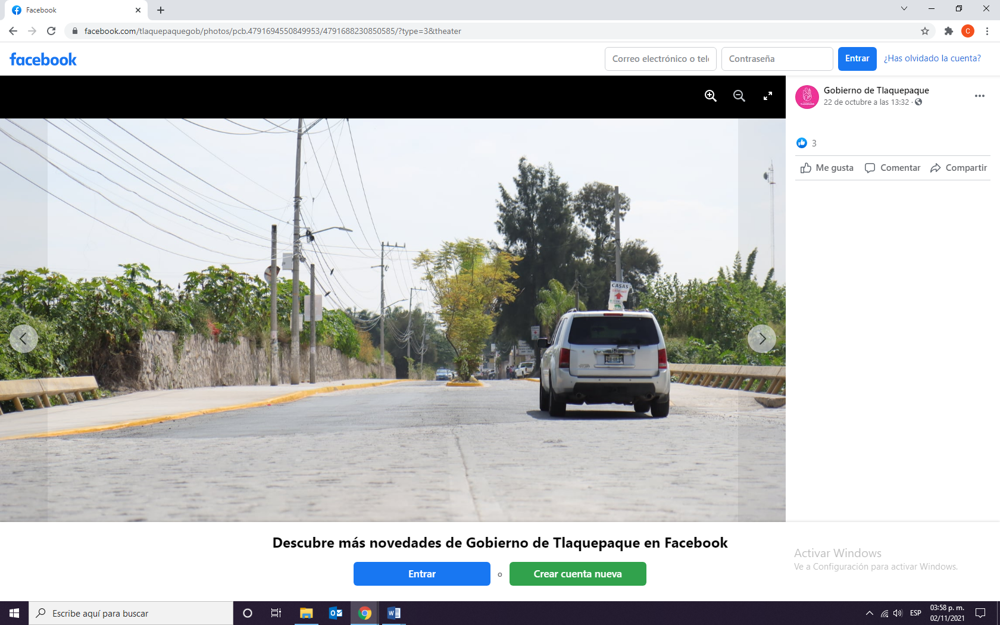 Facebook
facebook.com/tlaquepaquegob/photos/pcb.4791694550849953/4791688230850585/?type=3&theater
C
facebook
Correo electrónico o telé
Contraseña
Entrar
¿Has olvidado la cuenta?
Gobierno de Tlaquepaque
22 de octubre a las 13:32 ·
3
Me gusta
Comentar
Compartir
CASAS
Descubre más novedades de Gobierno de Tlaquepaque en Facebook
Entrar
o
Crear cuenta nueva
Activar Windows
Ve a Configuración para activar Windows.
Escribe aquí para buscar
ESP
03:58 p. m.
02/11/2021